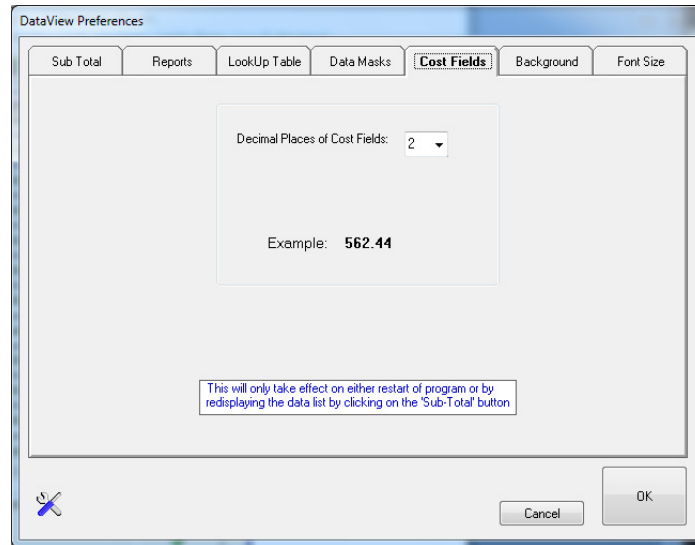 DataView Preferences
Sub Total
Reports
LookUp Table
Data Masks
Cost Fields
Background
Font Size
Decimal Places of Cost Fields:
2
Example:
562.44
This will only take effect on either restart of program or by
redisplaying the data list by clicking on the 'Sub-Total' button
OK
Cancel